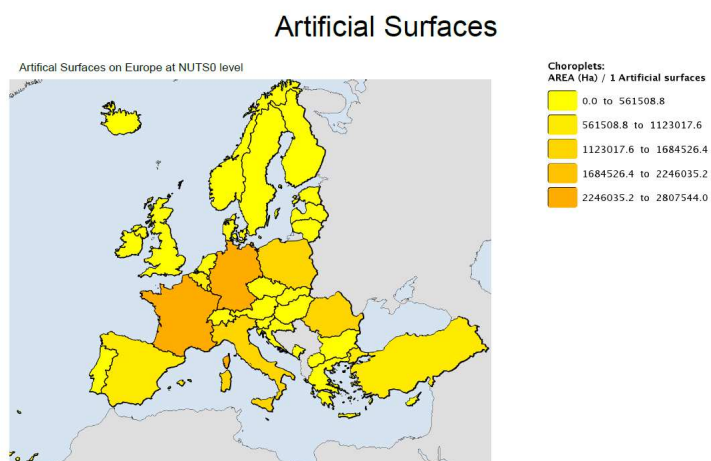 Artificial Surfaces
Artifical Surfaces on Europe at NUTS0 level
Choroplets:
AREA (Ha) / 1 Artificial surfaces
0.0 to 561508.8
561508.8 to 1123017.6
1123017.6 to 1684526.4
1684526.4 to 2246035.2
2246035.2 to 2807544.0